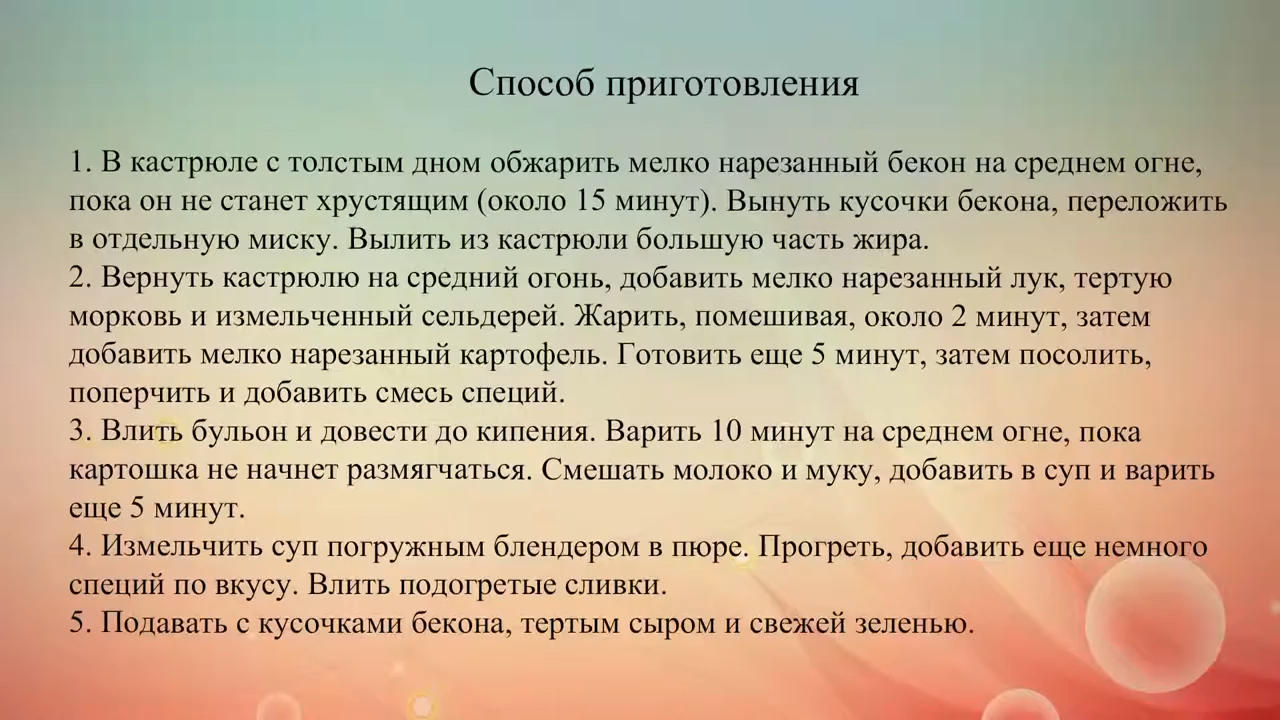 Способ приготовления
1. В кастрюле с толстым дном обжарить мелко нарезанный бекон на среднем огне,
пока он не станет хрустящим (около 15 минут). Вынуть кусочки бекона, переложить
в отдельную миску. Вылить из кастрюли большую часть жира.
2. Вернуть кастрюлю на средний огонь, добавить мелко нарезанный лук, тертую
морковь и измельченный сельдерей. Жарить, помешивая, около 2 минут, затем
добавить мелко нарезанный картофель. Готовить еще 5 минут, затем посолить,
поперчить и добавить смесь специй.
3. Влить бульон и довести до кипения. Варить 10 минут на среднем огне, пока
картошка не начнет размягчаться. Смешать молоко и муку, добавить в суп и варить
еще 5 минут.
4. Измельчить суп погружным блендером в пюре. Прогреть, добавить еще немного
специй по вкусу. Влить подогретые сливки.
5. Подавать с кусочками бекона, тертым сыром и свежей зеленью.